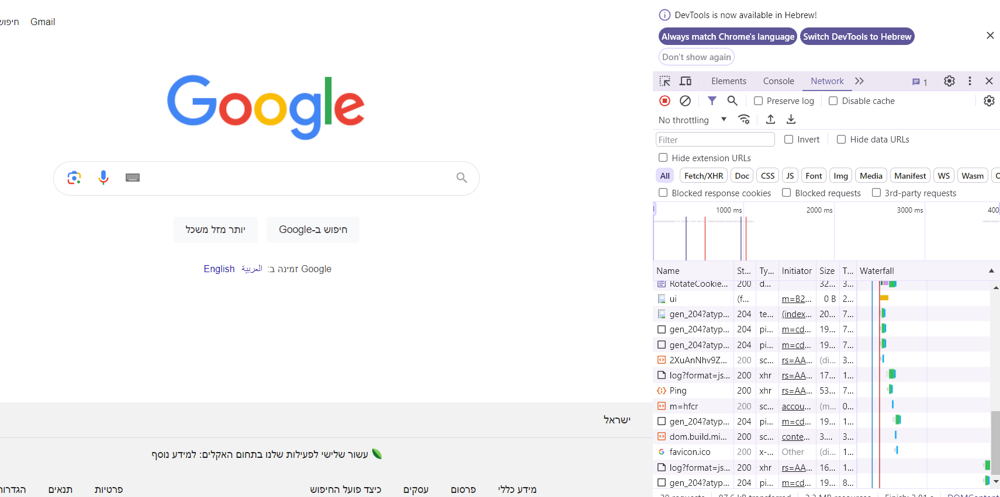 Gmail חיפוש
Google
יותר מזל משכל
חיפוש ב-Google
Google זמינה ב: العربية English
ישראל
עשור שלישי לפעילות שלנו בתחום האקלים: למידע נוסף
מידע כללי פרסום עסקים כיצד פועל החיפוש
פרטיות תנאים הגדרות
DevTools is now available in Hebrew!
Always match Chrome's language Switch DevTools to Hebrew
Don't show again
Elements Console Network 1
Preserve log Disable cache
No throttling
Filter Invert Hide data URLs
Hide extension URLs
All Fetch/XHR Doc CSS JS Font Img Media Manifest WS Wasm
Blocked response cookies Blocked requests 3rd-party requests
1000 ms 2000 ms 3000 ms 400
Name St... Ty... Initiator Size T... Waterfall
RotateCookie... 200 d... 32... 3...
ui (f... m=B2... 0 B 2...
gen_204?atyp... 204 te... (index... 20... 7...
gen_204?atyp... 204 pi... m=cd... 19... 7...
gen_204?atyp... 204 pi... m=cd... 19... 7...
2XuAnNhv9Z... 200 sc... rs=AA... (di... 3...
log?format=js... 200 xhr rs=AA... 17... 1...
Ping 200 xhr rs=AA... 53... 7...
m=hfcr 200 sc... accou... (m... 0...
gen_204?atyp... 204 pi... m=cd... 19... 1...
dom.build.mi... 200 sc... conte... 3.... 3...
favicon.ico 200 x-... Other (di... 1...
log?format=js... 200 xhr rs=AA... 16... 1...
gen_204?atyp... 204 pi... m=cd... 19... 8...